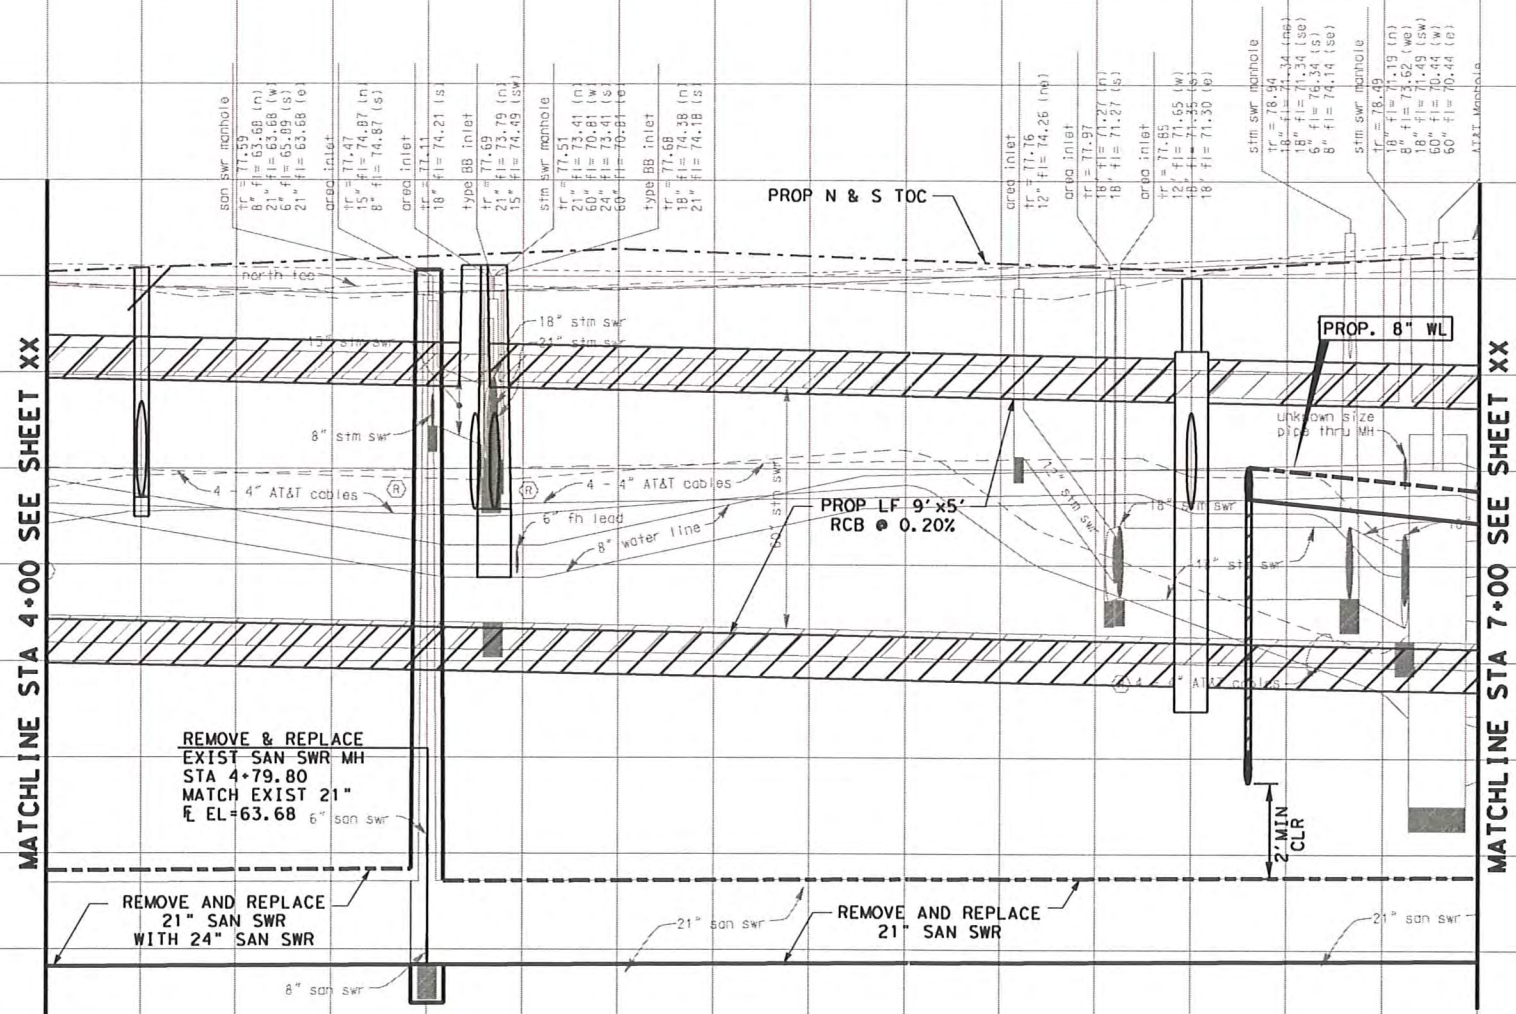 san swr manhole
tr = 77.59
8" fl= 63.68 (n)
21" fl= 63.68 (w)
6" fl= 65.89 (s)
21" fl= 63.68 (e)
area inlet
tr = 77.47
15" fl= 74.87 (n)
8" fl= 74.87 (s)
area inlet
tr = 77.11
18" fl= 74.21 (s)
type BB inlet
tr = 77.69
21" fl= 73.79 (n)
15" fl= 74.49 (sw)
stm swr manhole
tr = 77.51
21" fl= 73.41 (n)
60" fl= 70.81 (w)
24" fl= 73.41 (s)
60" fl= 70.81 (e)
type BB inlet
tr = 77.68
18" fl= 74.38 (n)
21" fl= 74.18 (s)
area inlet
tr = 77.76
12" fl= 74.26 (ne)
area inlet
tr = 77.97
18" fl= 71.27 (n)
18" fl= 71.27 (s)
area inlet
tr = 77.85
12" fl= 71.65 (w)
18" fl= 71.35 (s)
18" fl= 71.30 (e)
stm swr manhole
tr = 78.94
18" fl= 71.34 (ne)
18" fl= 71.34 (se)
6" fl= 76.34 (s)
8" fl= 74.14 (se)
stm swr manhole
tr = 78.49
18" fl= 71.19 (n)
8" fl= 73.62 (we)
18" fl= 71.49 (sw)
60" fl= 70.44 (w)
60" fl= 70.44 (e)
AT&T Manhole
PROP N & S TOC
north toc
PROP. 8" WL
15" stm swr
18" stm swr
21" stm swr
8" stm swr
unknown size
pipe thru MH
4 - 4" AT&T cables
R
R
4 - 4" AT&T cables
6" fh lead
8" water line
60" stm swr
PROP LF 9'x5'
RCB @ 0.20%
12" stm swr
18" stm swr
18" stm swr
18"
R
4 - 4" AT&T cables
MATCHLINE STA 4+00 SEE SHEET XX
MATCHLINE STA 7+00 SEE SHEET XX
REMOVE & REPLACE
EXIST SAN SWR MH
STA 4+79.80
MATCH EXIST 21"
FL EL=63.68
6" san swr
2' MIN
CLR
REMOVE AND REPLACE
21" SAN SWR
WITH 24" SAN SWR
21" san swr
REMOVE AND REPLACE
21" SAN SWR
21" san swr
8" san swr